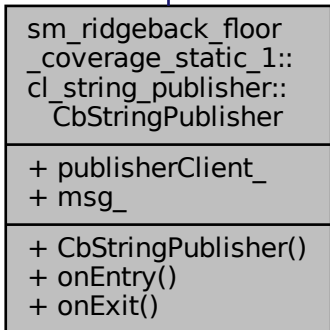 sm_ridgeback_floor
_coverage_static_1::
cl_string_publisher::
CbStringPublisher
+ publisherClient_
+ msg_
+ CbStringPublisher()
+ onEntry()
+ onExit()